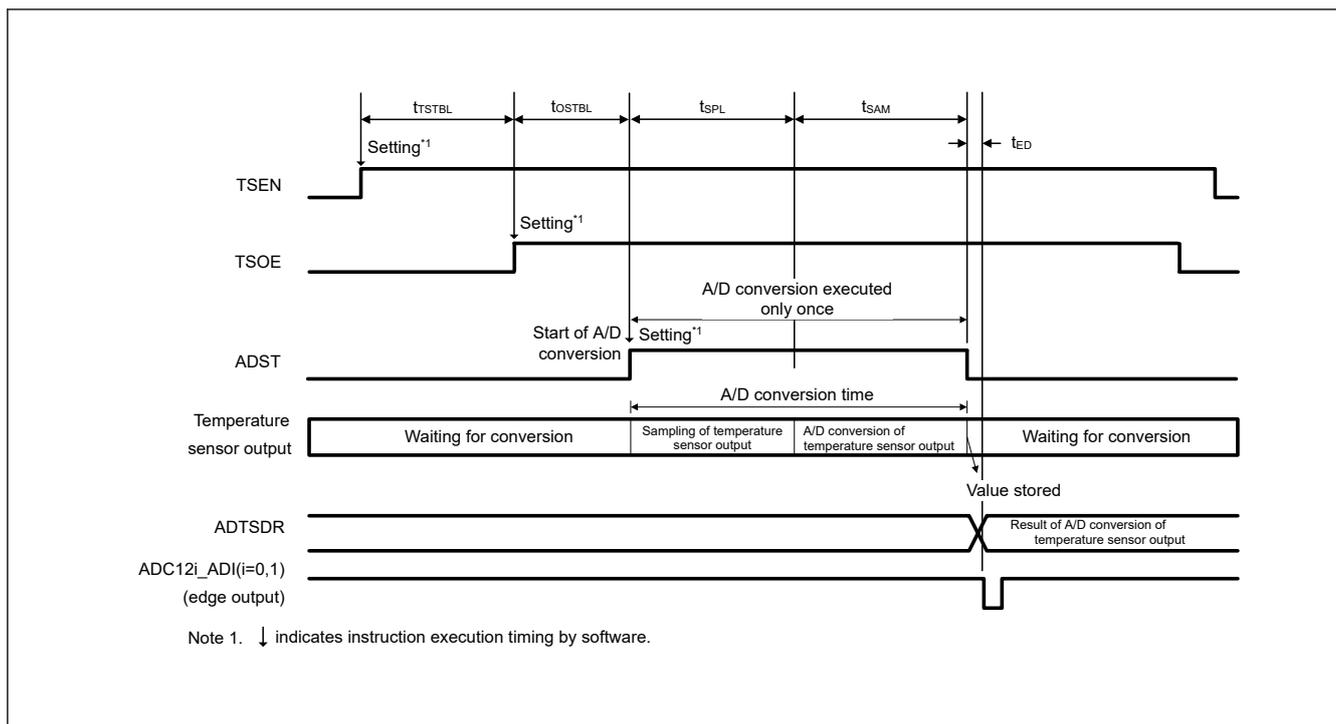 tTSTBL
tOSTBL
tSPL
tSAM
tED
Setting*1
TSEN
Setting*1
TSOE
A/D conversion executed
only once
Start of A/D
conversion
Setting*1
ADST
A/D conversion time
Temperature
sensor output
Waiting for conversion
Sampling of temperature
sensor output
A/D conversion of
temperature sensor output
Waiting for conversion
Value stored
ADTSDR
Result of A/D conversion of
temperature sensor output
ADC12i_ADI(i=0,1)
(edge output)
Note 1. ↓ indicates instruction execution timing by software.